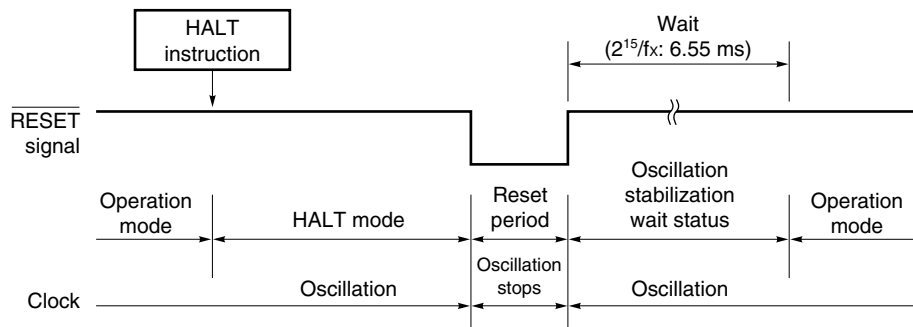 HALT
instruction
Wait
(2¹⁵/fX: 6.55 ms)
RESET
signal
Operation
mode
HALT mode
Reset
period
Oscillation
stabilization
wait status
Operation
mode
Clock
Oscillation
Oscillation
stops
Oscillation